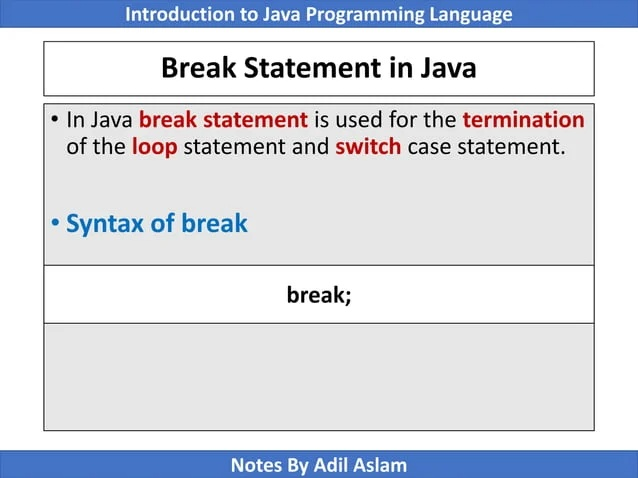 Introduction to Java Programming Language
Break Statement in Java
• In Java break statement is used for the termination
of the loop statement and switch case statement.
• Syntax of break
break;
Notes By Adil Aslam